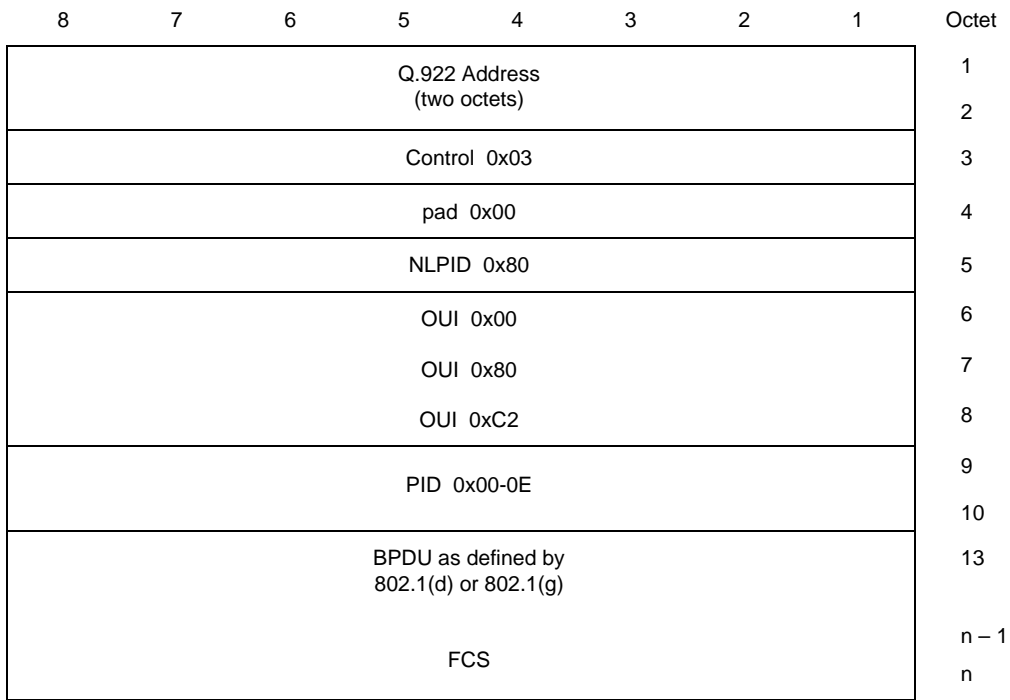 8 7 6 5 4 3 2 1 Octet
Q.922 Address 1
(two octets) 2
Control 0x03 3
pad 0x00 4
NLPID 0x80 5
OUI 0x00 6
OUI 0x80 7
OUI 0xC2 8
PID 0x00-0E 9
10
BPDU as defined by 13
802.1(d) or 802.1(g)
n – 1
FCS
n